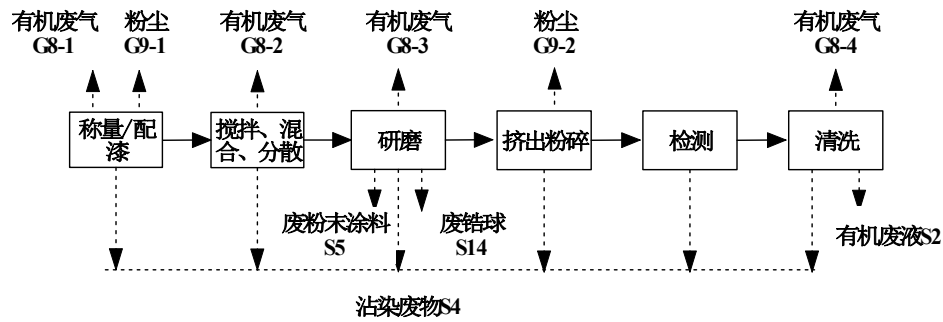 有机废气
G8-1
粉尘
G9-1
有机废气
G8-2
有机废气
G8-3
粉尘
G9-2
有机废气
G8-4
称量/配
漆
搅拌、混
合、分散
研磨
挤出粉碎
检测
清洗
废粉末涂料
S5
废锆球
S14
有机废液S2
沾染废物S4